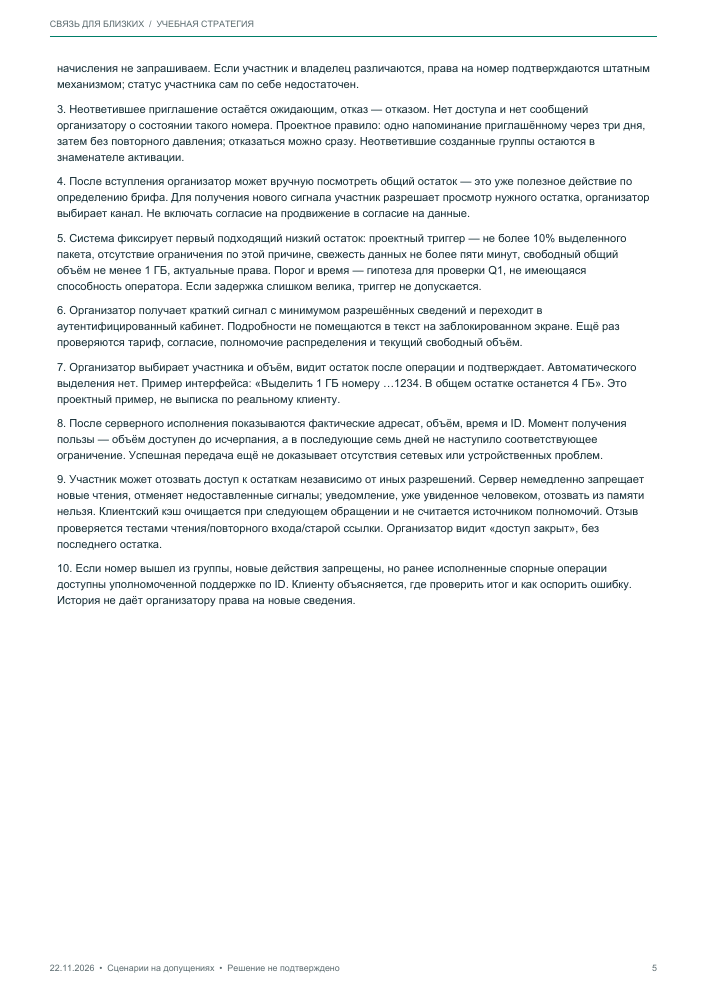 СВЯЗЬ ДЛЯ БЛИЗКИХ / УЧЕБНАЯ СТРАТЕГИЯ
начисления не запрашиваем. Если участник и владелец различаются, права на номер подтверждаются штатным
механизмом; статус участника сам по себе недостаточен.
3. Неответившее приглашение остаётся ожидающим, отказ — отказом. Нет доступа и нет сообщений
организатору о состоянии такого номера. Проектное правило: одно напоминание приглашённому через три дня,
затем без повторного давления; отказаться можно сразу. Неответившие созданные группы остаются в
знаменателе активации.
4. После вступления организатор может вручную посмотреть общий остаток — это уже полезное действие по
определению брифа. Для получения нового сигнала участник разрешает просмотр нужного остатка, организатор
выбирает канал. Не включать согласие на продвижение в согласие на данные.
5. Система фиксирует первый подходящий низкий остаток: проектный триггер — не более 10% выделенного
пакета, отсутствие ограничения по этой причине, свежесть данных не более пяти минут, свободный общий
объём не менее 1 ГБ, актуальные права. Порог и время — гипотеза для проверки Q1, не имеющаяся
способность оператора. Если задержка слишком велика, триггер не допускается.
6. Организатор получает краткий сигнал с минимумом разрешённых сведений и переходит в
аутентифицированный кабинет. Подробности не помещаются в текст на заблокированном экране. Ещё раз
проверяются тариф, согласие, полномочие распределения и текущий свободный объём.
7. Организатор выбирает участника и объём, видит остаток после операции и подтверждает. Автоматического
выделения нет. Пример интерфейса: «Выделить 1 ГБ номеру …1234. В общем остатке останется 4 ГБ». Это
проектный пример, не выписка по реальному клиенту.
8. После серверного исполнения показываются фактические адресат, объём, время и ID. Момент получения
пользы — объём доступен до исчерпания, а в последующие семь дней не наступило соответствующее
ограничение. Успешная передача ещё не доказывает отсутствия сетевых или устройственных проблем.
9. Участник может отозвать доступ к остаткам независимо от иных разрешений. Сервер немедленно запрещает
новые чтения, отменяет недоставленные сигналы; уведомление, уже увиденное человеком, отозвать из памяти
нельзя. Клиентский кэш очищается при следующем обращении и не считается источником полномочий. Отзыв
проверяется тестами чтения/повторного входа/старой ссылки. Организатор видит «доступ закрыт», без
последнего остатка.
10. Если номер вышел из группы, новые действия запрещены, но ранее исполненные спорные операции
доступны уполномоченной поддержке по ID. Клиенту объясняется, где проверить итог и как оспорить ошибку.
История не даёт организатору права на новые сведения.
22.11.2026 • Сценарии на допущениях • Решение не подтверждено 5